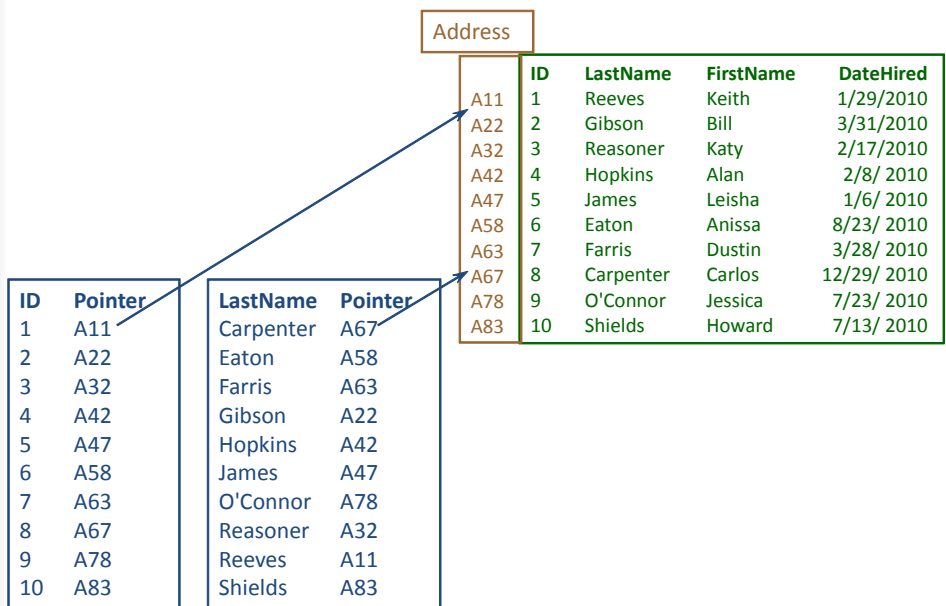 Address
ID LastName FirstName DateHired
A11 1 Reeves Keith 1/29/2010
A22 2 Gibson Bill 3/31/2010
A32 3 Reasoner Katy 2/17/2010
A42 4 Hopkins Alan 2/8/ 2010
A47 5 James Leisha 1/6/ 2010
A58 6 Eaton Anissa 8/23/ 2010
A63 7 Farris Dustin 3/28/ 2010
A67 8 Carpenter Carlos 12/29/ 2010
A78 9 O'Connor Jessica 7/23/ 2010
A83 10 Shields Howard 7/13/ 2010
ID Pointer
1 A11
2 A22
3 A32
4 A42
5 A47
6 A58
7 A63
8 A67
9 A78
10 A83
LastName Pointer
Carpenter A67
Eaton A58
Farris A63
Gibson A22
Hopkins A42
James A47
O'Connor A78
Reasoner A32
Reeves A11
Shields A83